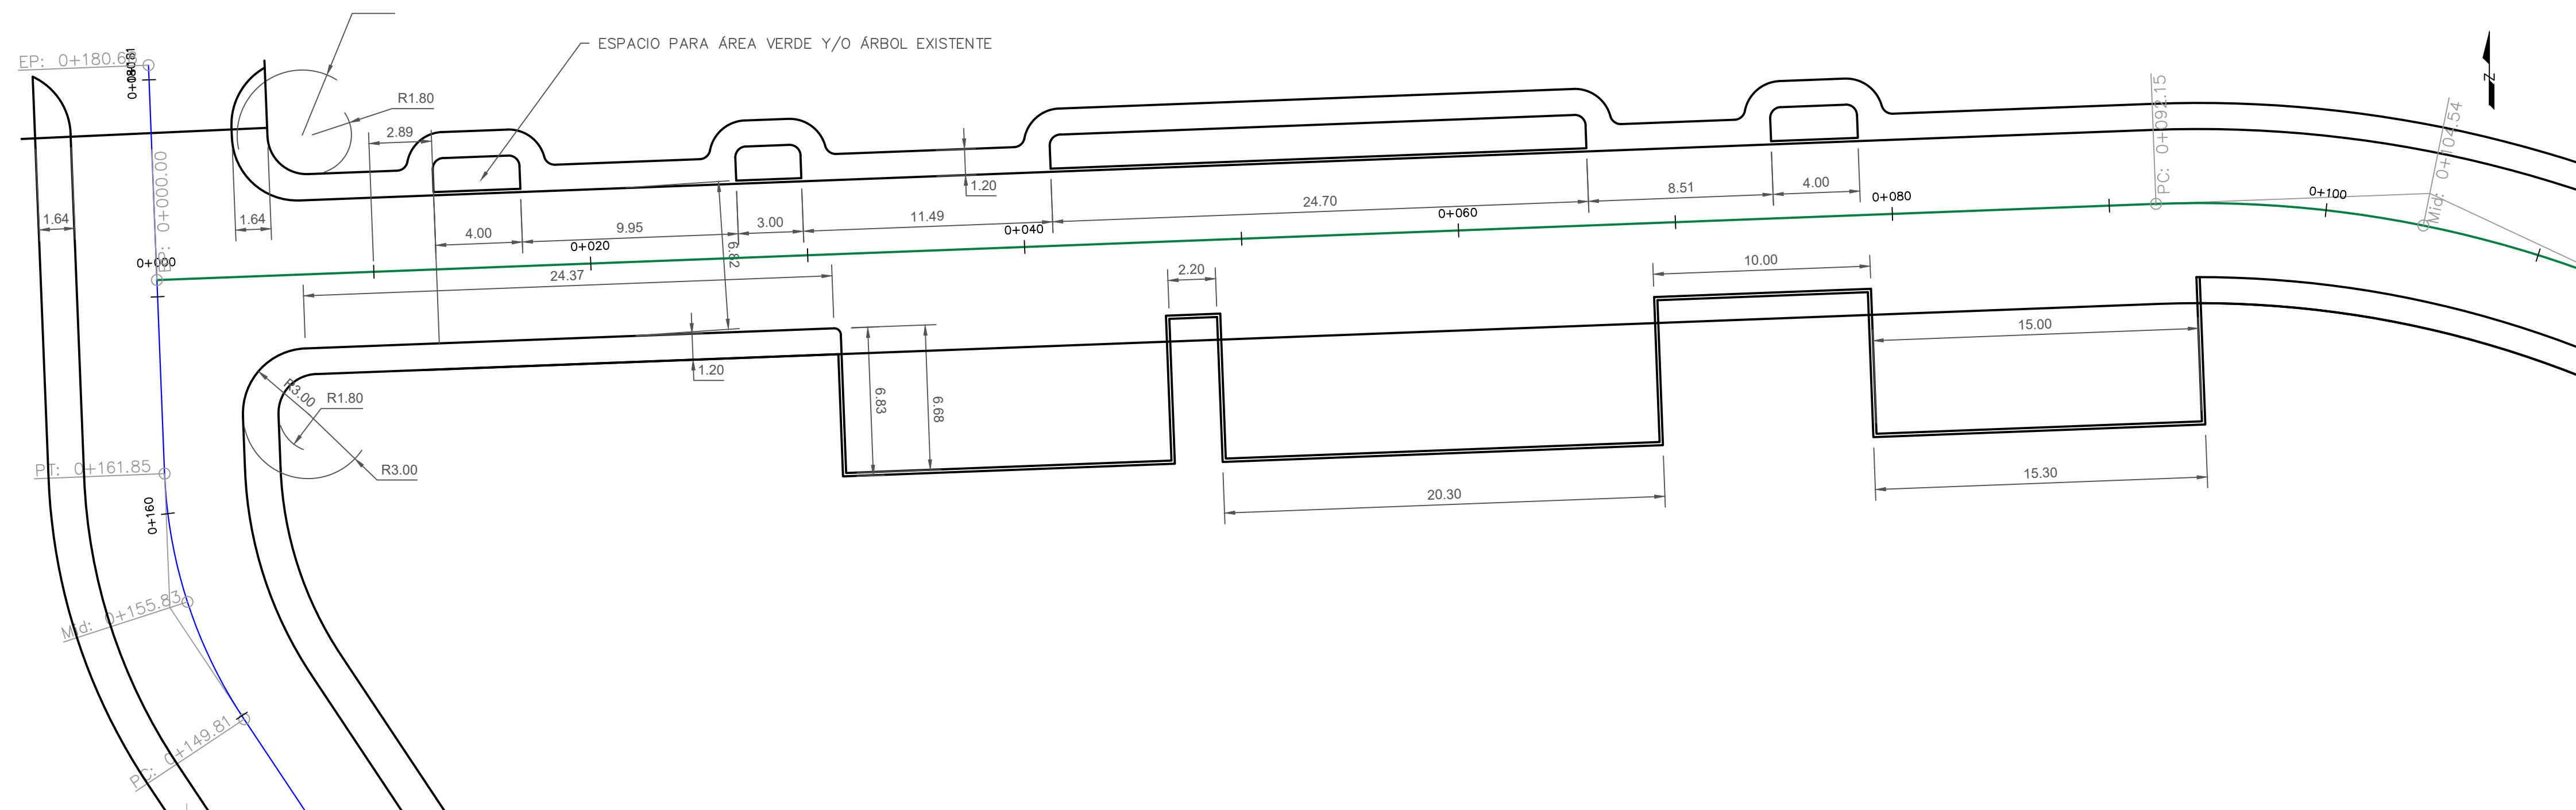 ESPACIO PARA ÁREA VERDE Y/O ÁRBOL EXISTENTE
EP: 0+180.6
R1.80
2.89
N
PC: 0+092.15
Mid: 0+104.54
1.20
1.64
1.64
4.00
9.95
3.00
11.49
24.70
8.51
4.00
0+000
0+020
0+040
0+060
0+080
0+100
0+000.00
6.82
24.37
2.20
10.00
15.00
1.20
6.83
6.68
R3.00
R1.80
R3.00
20.30
15.30
PT: 0+161.85
0+160
Mid: 0+155.83
PC: 0+149.81